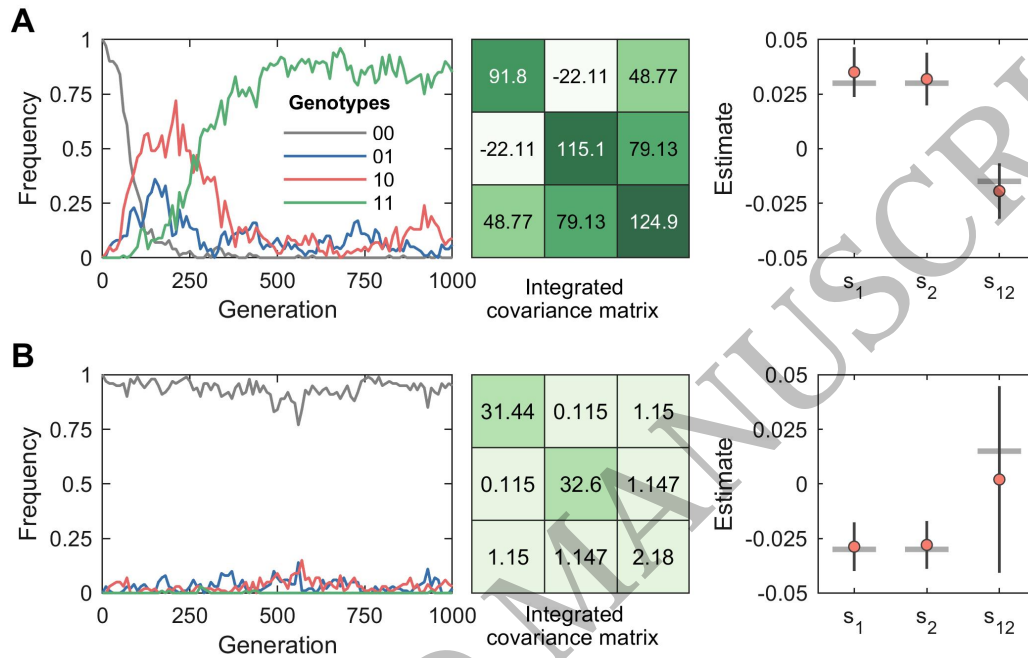 A
1
0.75
0.5
0.25
0
Frequency
Genotypes
00
01
10
11
0 250 500 750 1000
Generation
91.8 -22.11 48.77
-22.11 115.1 79.13
48.77 79.13 124.9
Integrated
covariance matrix
0.05
0.025
0
-0.025
-0.05
Estimate
s1 s2 s12
B
1
0.75
0.5
0.25
0
Frequency
0 250 500 750 1000
Generation
31.44 0.115 1.15
0.115 32.6 1.147
1.15 1.147 2.18
Integrated
covariance matrix
0.05
0.025
0
-0.025
-0.05
Estimate
s1 s2 s12
D MANUSCRI